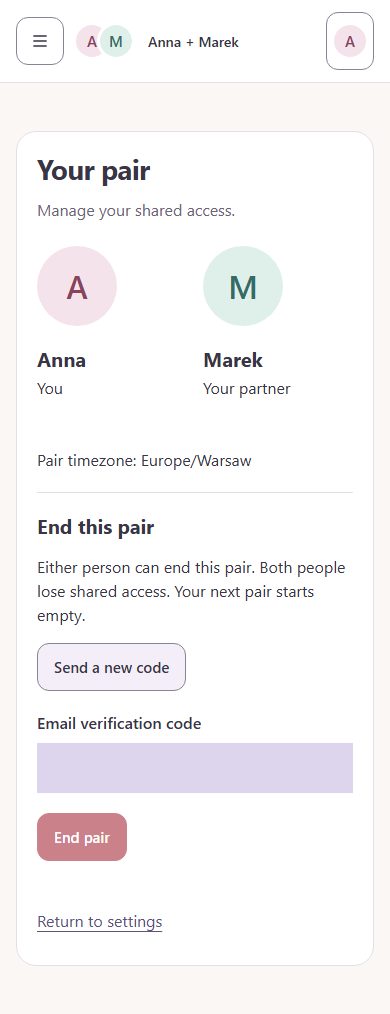 A M Anna + Marek A
Your pair
Manage your shared access.
A M
Anna Marek
You Your partner
Pair timezone: Europe/Warsaw
End this pair
Either person can end this pair. Both people
lose shared access. Your next pair starts
empty.
Send a new code
Email verification code
End pair
Return to settings